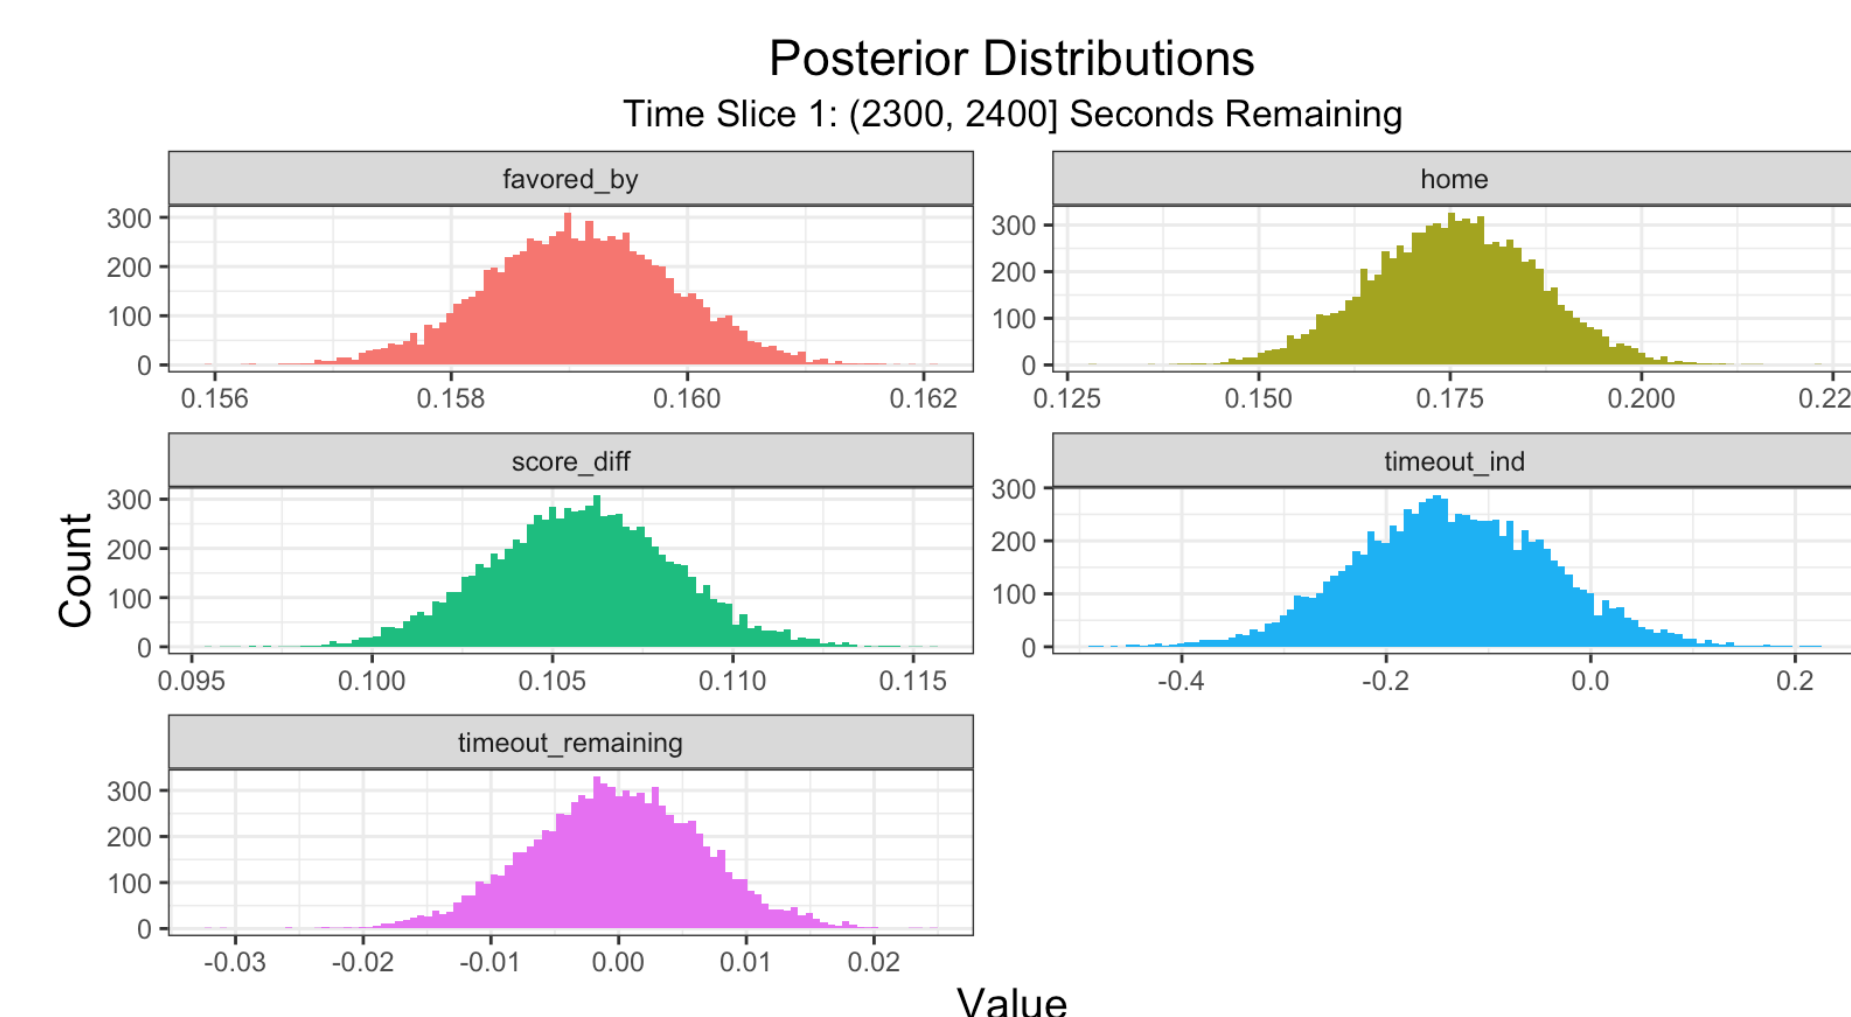 Posterior Distributions
Time Slice 1: (2300, 2400] Seconds Remaining
favored_by
300
200
100
0
0.156 0.158 0.160 0.162
home
300
200
100
0
0.125 0.150 0.175 0.200 0.22
score_diff
300
200
100
0
0.095 0.100 0.105 0.110 0.115
timeout_ind
300
200
100
0
-0.4 -0.2 0.0 0.2
timeout_remaining
300
200
100
0
-0.03 -0.02 -0.01 0.00 0.01 0.02
Count
Value